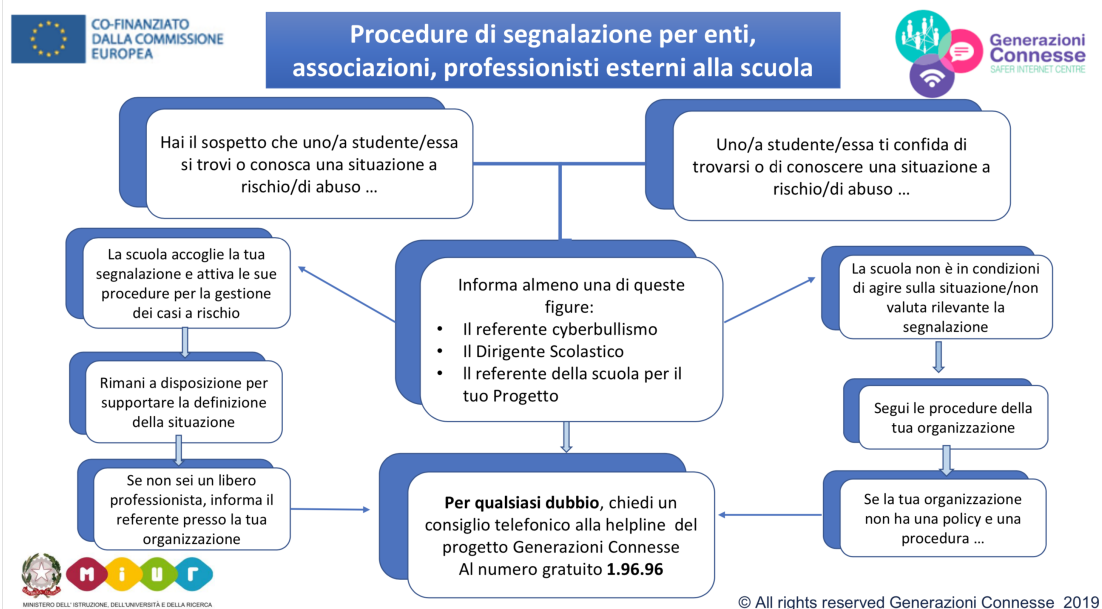 CO-FINANZIATO
DALLA COMMISSIONE
EUROPEA
Procedure di segnalazione per enti,
associazioni, professionisti esterni alla scuola
Generazioni
Connesse
SAFER INTERNET CENTRE
Hai il sospetto che uno/a studente/essa
si trovi o conosca una situazione a
rischio/di abuso …
Uno/a studente/essa ti confida di
trovarsi o di conoscere una situazione a
rischio/di abuso …
La scuola accoglie la tua
segnalazione e attiva le sue
procedure per la gestione
dei casi a rischio
Informa almeno una di queste
figure:
• Il referente cyberbullismo
• Il Dirigente Scolastico
• Il referente della scuola per il
tuo Progetto
La scuola non è in condizioni
di agire sulla situazione/non
valuta rilevante la
segnalazione
Rimani a disposizione per
supportare la definizione
della situazione
Segui le procedure della
tua organizzazione
Se non sei un libero
professionista, informa il
referente presso la tua
organizzazione
Per qualsiasi dubbio, chiedi un
consiglio telefonico alla helpline del
progetto Generazioni Connesse
Al numero gratuito 1.96.96
Se la tua organizzazione
non ha una policy e una
procedura …
MIUR
MINISTERO DELL' ISTRUZIONE, DELL'UNIVERSITÀ E DELLA RICERCA
© All rights reserved Generazioni Connesse 2019